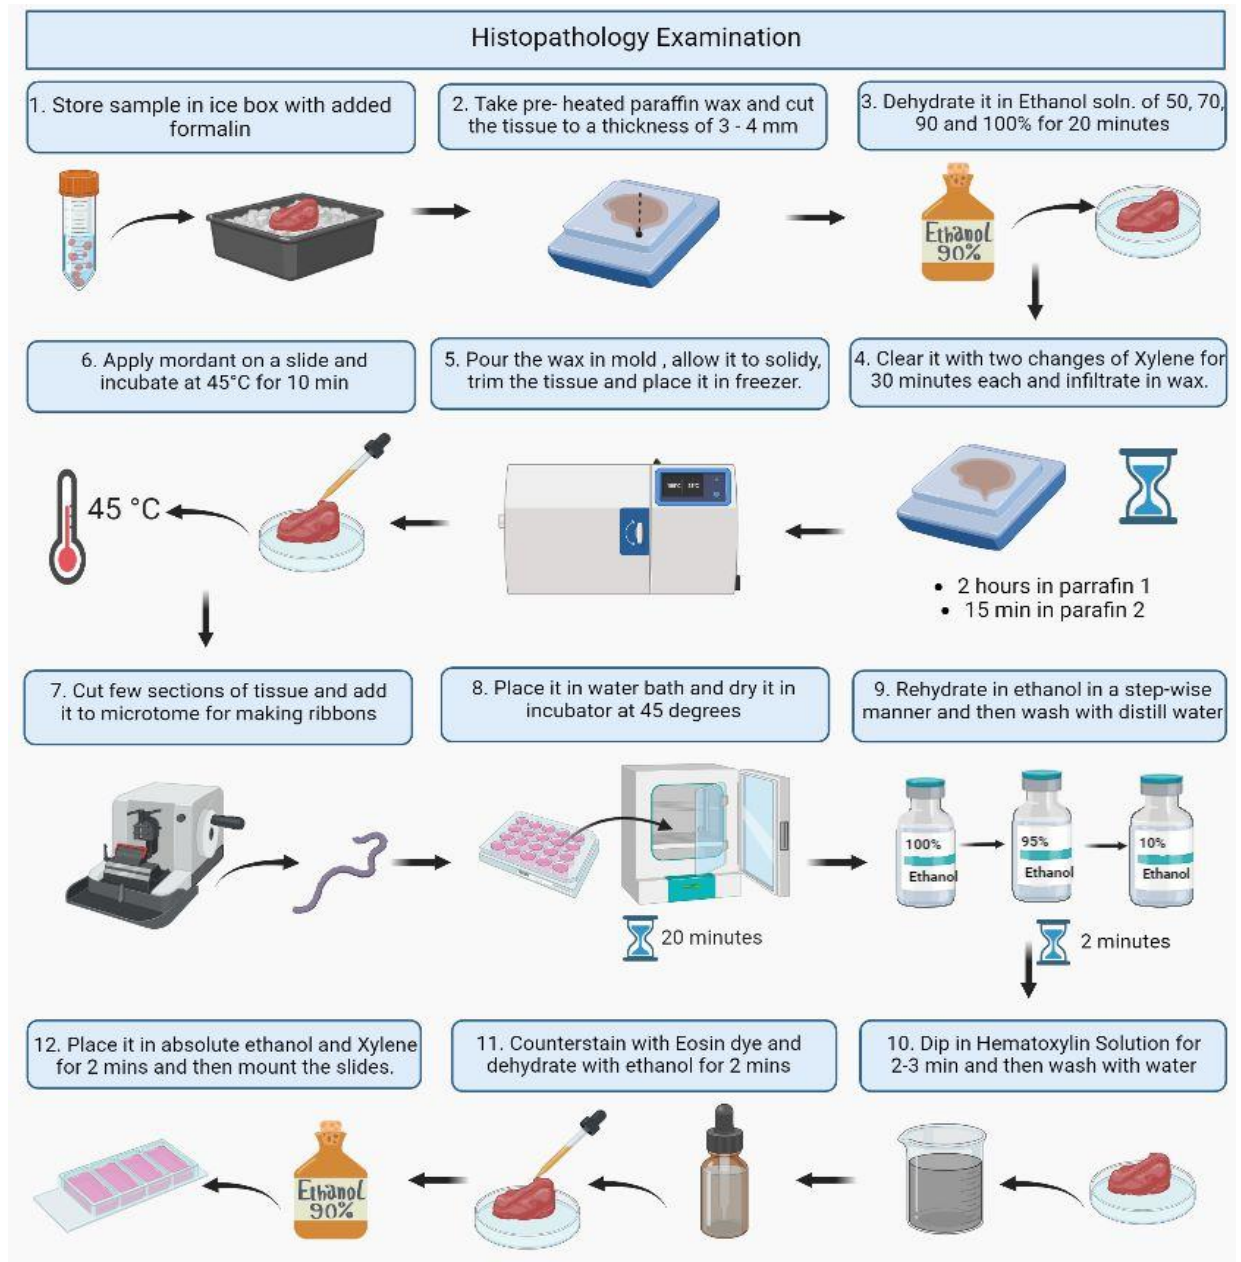 Histopathology Examination
1. Store sample in ice box with added
formalin
2. Take pre- heated paraffin wax and cut
the tissue to a thickness of 3 - 4 mm
3. Dehydrate it in Ethanol soln. of 50, 70,
90 and 100% for 20 minutes
Ethanol
90%
6. Apply mordant on a slide and
incubate at 45°C for 10 min
5. Pour the wax in mold , allow it to solidy,
trim the tissue and place it in freezer.
4. Clear it with two changes of Xylene for
30 minutes each and infiltrate in wax.
45 °C
• 2 hours in parrafin 1
• 15 min in parafin 2
7. Cut few sections of tissue and add
it to microtome for making ribbons
8. Place it in water bath and dry it in
incubator at 45 degrees
9. Rehydrate in ethanol in a step-wise
manner and then wash with distill water
100%
Ethanol
95%
Ethanol
10%
Ethanol
20 minutes
2 minutes
12. Place it in absolute ethanol and Xylene
for 2 mins and then mount the slides.
11. Counterstain with Eosin dye and
dehydrate with ethanol for 2 mins
10. Dip in Hematoxylin Solution for
2-3 min and then wash with water
Ethanol
90%